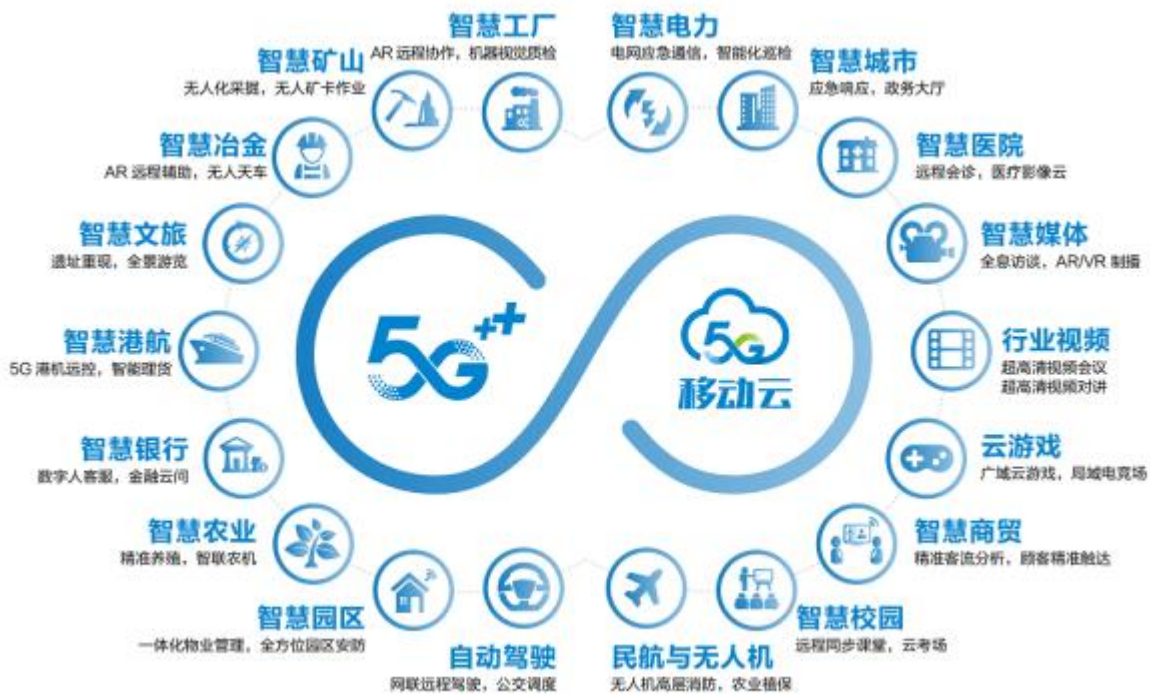 智慧工厂
AR 远程协作，机器视觉质检
智慧电力
电网应急通信，智能化巡检
智慧矿山
无人化采掘，无人矿卡作业
智慧城市
应急响应，政务大厅
智慧冶金
AR 远程辅助，无人天车
智慧医院
远程会诊，医疗影像云
智慧文旅
遗址重现，全景游览
智慧媒体
全息访谈，AR/VR 制播
5G++
5G
移动云
智慧港航
5G 港机远控，智能理货
行业视频
超高清视频会议
超高清视频对讲
智慧银行
数字人客服，金融云问
云游戏
广域云游戏，局域电竞场
智慧农业
精准养殖，智联农机
智慧商贸
精准客流分析，顾客精准触达
智慧园区
一体化物业管理，全方位园区安防
智慧校园
远程同步课堂，云考场
自动驾驶
网联远程驾驶，公交调度
民航与无人机
无人机高层消防，农业植保